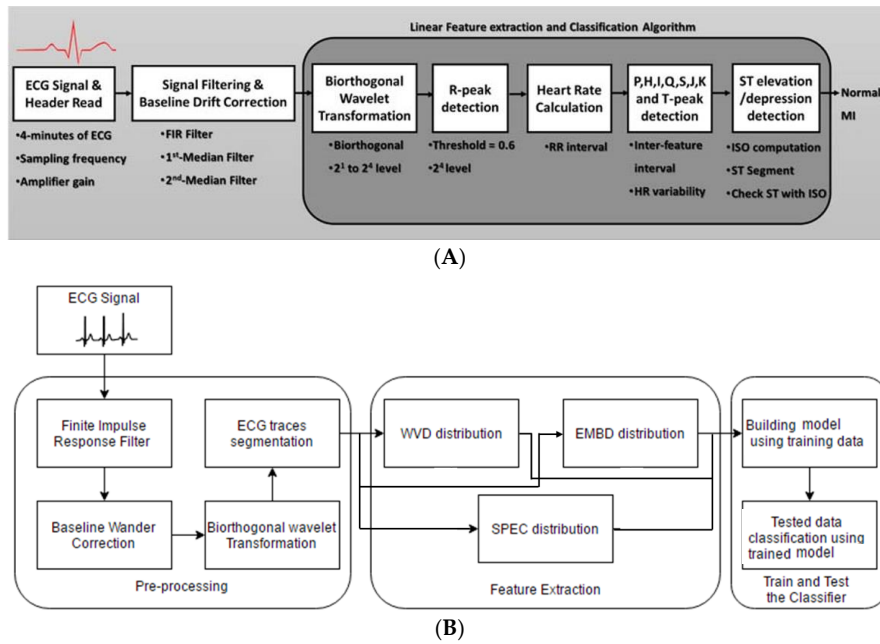 Linear Feature extraction and Classification Algorithm
ECG Signal &
Header Read
•4-minutes of ECG
•Sampling frequency
•Amplifier gain
Signal Filtering &
Baseline Drift Correction
•FIR Filter
•1st-Median Filter
•2nd-Median Filter
Biorthogonal
Wavelet
Transformation
•Biorthogonal
•2¹ to 2⁴ level
R-peak
detection
•Threshold = 0.6
2⁴ level
Heart Rate
Calculation
•RR interval
P,H,I,Q,S,J,K
and T-peak
detection
•Inter-feature
interval
•HR variability
ST elevation
/depression
detection
•ISO computation
•ST Segment
•Check ST with ISO
Normal
MI
(A)
ECG Signal
Finite Impulse
Response Filter
Baseline Wander
Correction
ECG traces
segmentation
Biorthogonal wavelet
Transformation
Pre-processing
WVD distribution
EMBD distribution
SPEC distribution
Feature Extraction
Building model
using training data
Tested data
classification using
trained model
Train and Test
the Classifier
(B)